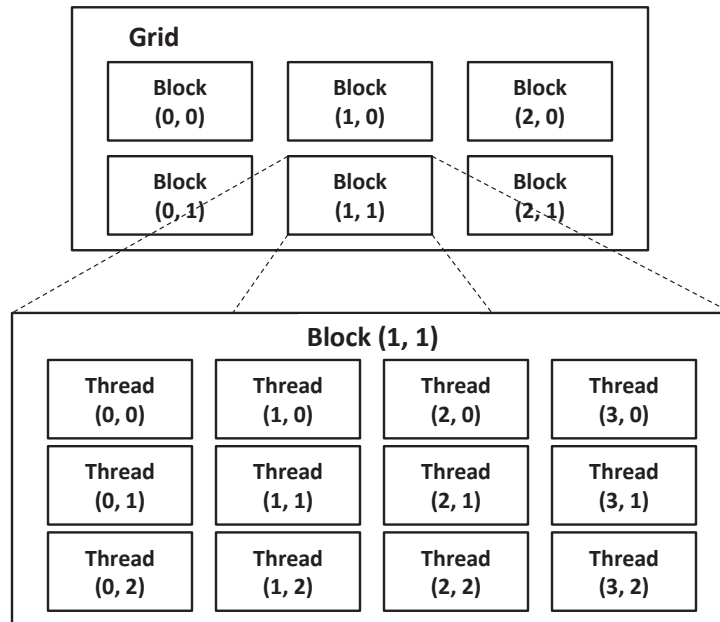 Grid
Block
(0, 0)
Block
(1, 0)
Block
(2, 0)
Block
(0, 1)
Block
(1, 1)
Block
(2, 1)
Block (1, 1)
Thread
(0, 0)
Thread
(1, 0)
Thread
(2, 0)
Thread
(3, 0)
Thread
(0, 1)
Thread
(1, 1)
Thread
(2, 1)
Thread
(3, 1)
Thread
(0, 2)
Thread
(1, 2)
Thread
(2, 2)
Thread
(3, 2)